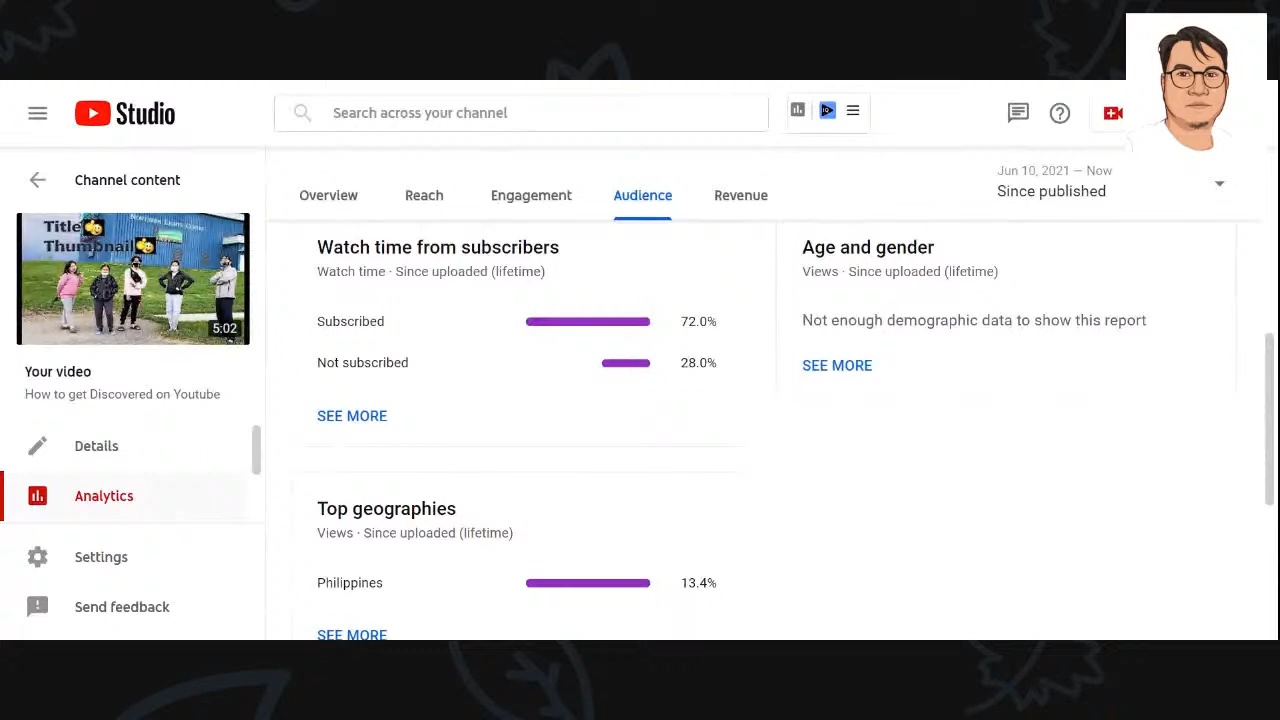 Studio
Search across your channel
Channel content
Title
Thumbnail
5:02
Your video
How to get Discovered on Youtube
Details
Analytics
Settings
Send feedback
Overview Reach Engagement Audience Revenue
Jun 10, 2021 — Now
Since published
Watch time from subscribers
Watch time · Since uploaded (lifetime)
Subscribed 72.0%
Not subscribed 28.0%
SEE MORE
Age and gender
Views · Since uploaded (lifetime)
Not enough demographic data to show this report
SEE MORE
Top geographies
Views · Since uploaded (lifetime)
Philippines 13.4%
SEE MORE